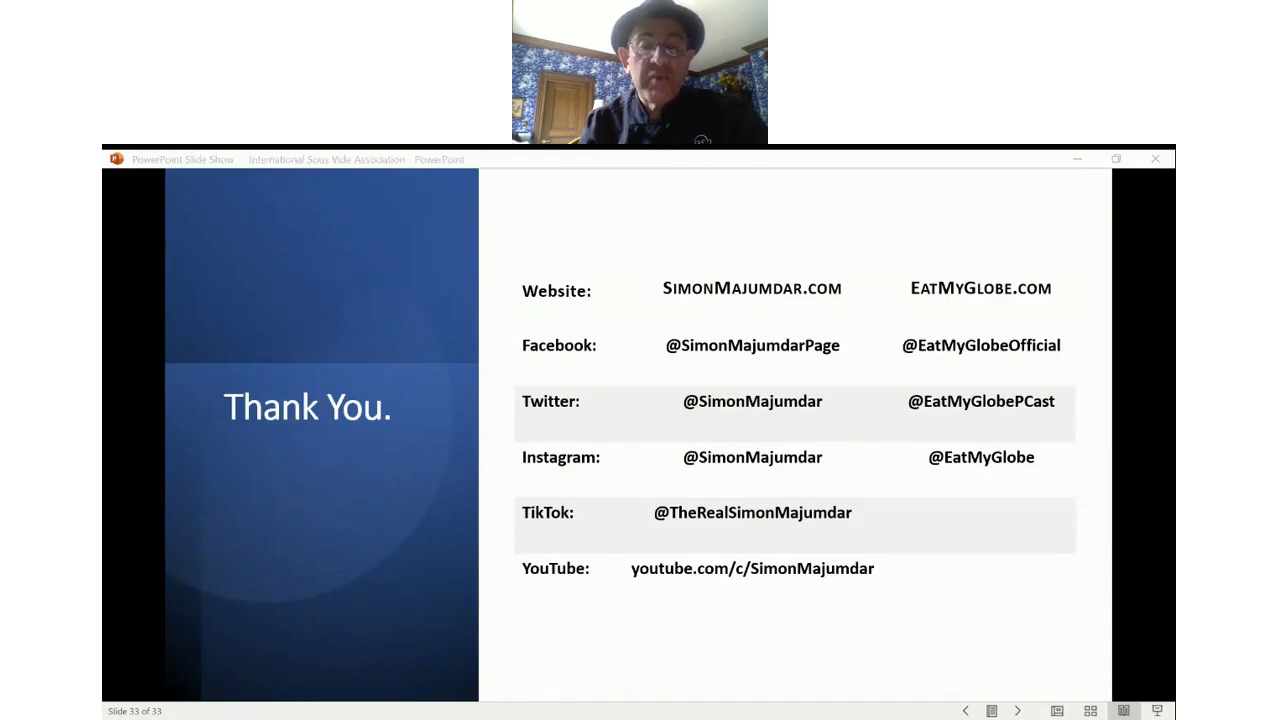 PowerPoint Slide Show International Sous Vide Association - PowerPoint
Thank You.
Website: SIMONMAJUMDAR.COM EATMYGLOBE.COM
Facebook: @SimonMajumdarPage @EatMyGlobeOfficial
Twitter: @SimonMajumdar @EatMyGlobePCast
Instagram: @SimonMajumdar @EatMyGlobe
TikTok: @TheRealSimonMajumdar
YouTube: youtube.com/c/SimonMajumdar
Slide 33 of 33